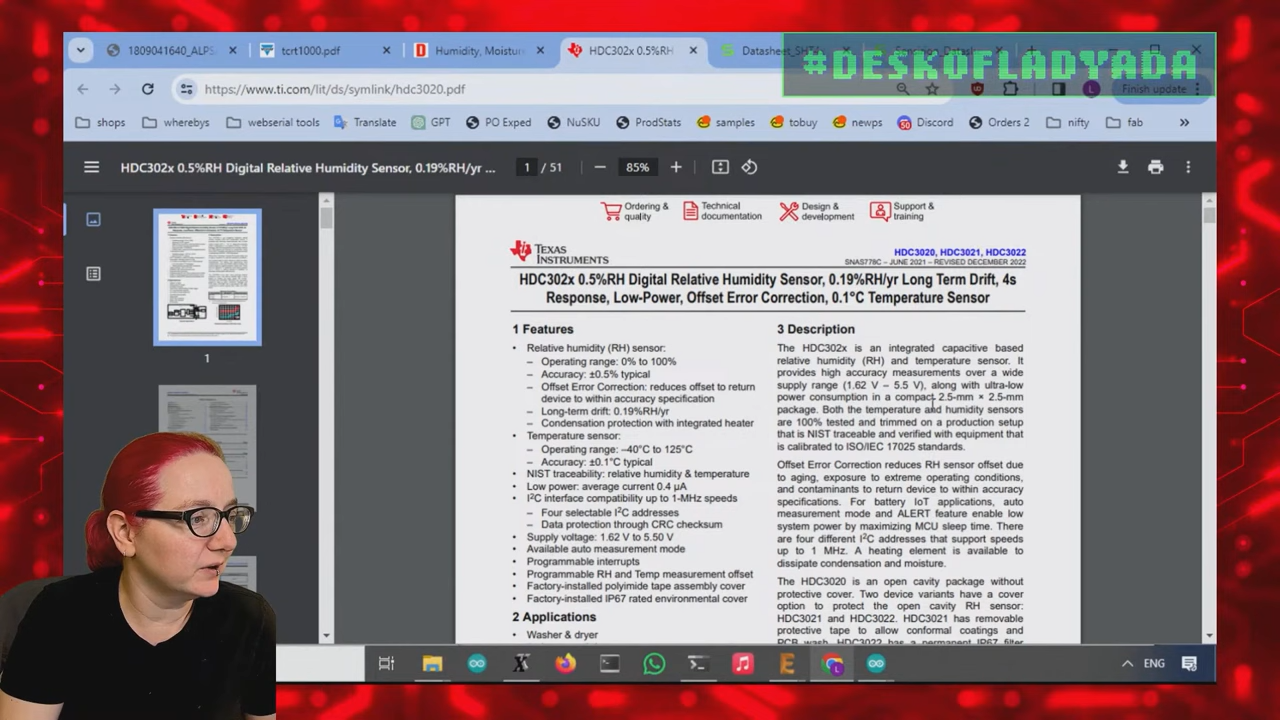 #DESKOFLADYADA
1809041640_ALPS
tcrt1000.pdf
Humidity, Moistur
HDC302x 0.5%RH
https://www.ti.com/lit/ds/symlink/hdc3020.pdf
Finish update
shops
wherebys
webserial tools
Translate
GPT
PO Exped
NuSKU
ProdStats
samples
tobuy
newps
Discord
Orders 2
nifty
fab
HDC302x 0.5%RH Digital Relative Humidity Sensor, 0.19%RH/yr ...
1 / 51
85%
Ordering & quality
Technical documentation
Design & development
Support & training
TEXAS INSTRUMENTS
HDC3020, HDC3021, HDC3022
SNAS778C – JUNE 2021 – REVISED DECEMBER 2022
HDC302x 0.5%RH Digital Relative Humidity Sensor, 0.19%RH/yr Long Term Drift, 4s
Response, Low-Power, Offset Error Correction, 0.1°C Temperature Sensor
1 Features
• Relative humidity (RH) sensor:
– Operating range: 0% to 100%
– Accuracy: ±0.5% typical
– Offset Error Correction: reduces offset to return
device to within accuracy specification
– Long-term drift: 0.19%RH/yr
– Condensation protection with integrated heater
• Temperature sensor:
– Operating range: –40°C to 125°C
– Accuracy: ±0.1°C typical
• NIST traceability: relative humidity & temperature
• Low power: average current 0.4 µA
• I2C interface compatibility up to 1-MHz speeds
– Four selectable I2C addresses
– Data protection through CRC checksum
• Supply voltage: 1.62 V to 5.50 V
• Available auto measurement mode
• Programmable interrupts
• Programmable RH and Temp measurement offset
• Factory-installed polyimide tape assembly cover
• Factory-installed IP67 rated environmental cover
2 Applications
• Washer & dryer
3 Description
The HDC302x is an integrated capacitive based
relative humidity (RH) and temperature sensor. It
provides high accuracy measurements over a wide
supply range (1.62 V – 5.5 V), along with ultra-low
power consumption in a compact 2.5-mm × 2.5-mm
package. Both the temperature and humidity sensors
are 100% tested and trimmed on a production setup
that is NIST traceable and verified with equipment that
is calibrated to ISO/IEC 17025 standards.
Offset Error Correction reduces RH sensor offset due
to aging, exposure to extreme operating conditions,
and contaminants to return device to within accuracy
specifications. For battery IoT applications, auto
measurement mode and ALERT feature enable low
system power by maximizing MCU sleep time. There
are four different I2C addresses that support speeds
up to 1 MHz. A heating element is available to
dissipate condensation and moisture.
The HDC3020 is an open cavity package without
protective cover. Two device variants have a cover
option to protect the open cavity RH sensor:
HDC3021 and HDC3022. HDC3021 has removable
protective tape to allow conformal coatings and
PCB wash. HDC3022 has a permanent IP67 filter
1
ENG